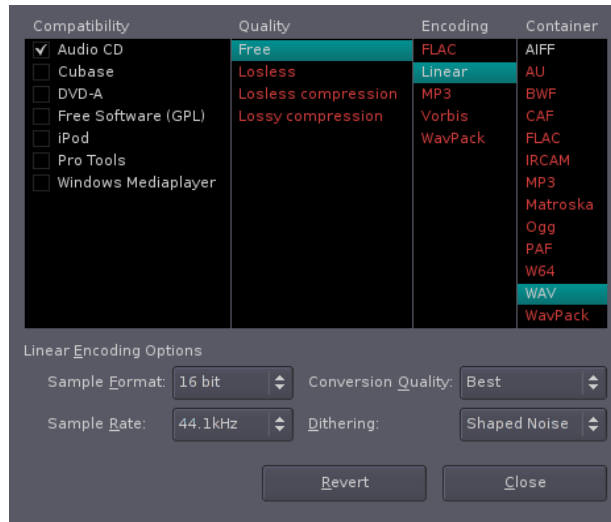 Compatibility Quality Encoding Container
Audio CD Free FLAC AIFF
Cubase Losless Linear AU
DVD-A Losless compression MP3 BWF
Free Software (GPL) Lossy compression Vorbis CAF
iPod WavPack FLAC
Pro Tools IRCAM
Windows Mediaplayer MP3
Matroska
Ogg
PAF
W64
WAV
WavPack
Linear Encoding Options
Sample Format: 16 bit Conversion Quality: Best
Sample Rate: 44.1kHz Dithering: Shaped Noise
Revert Close